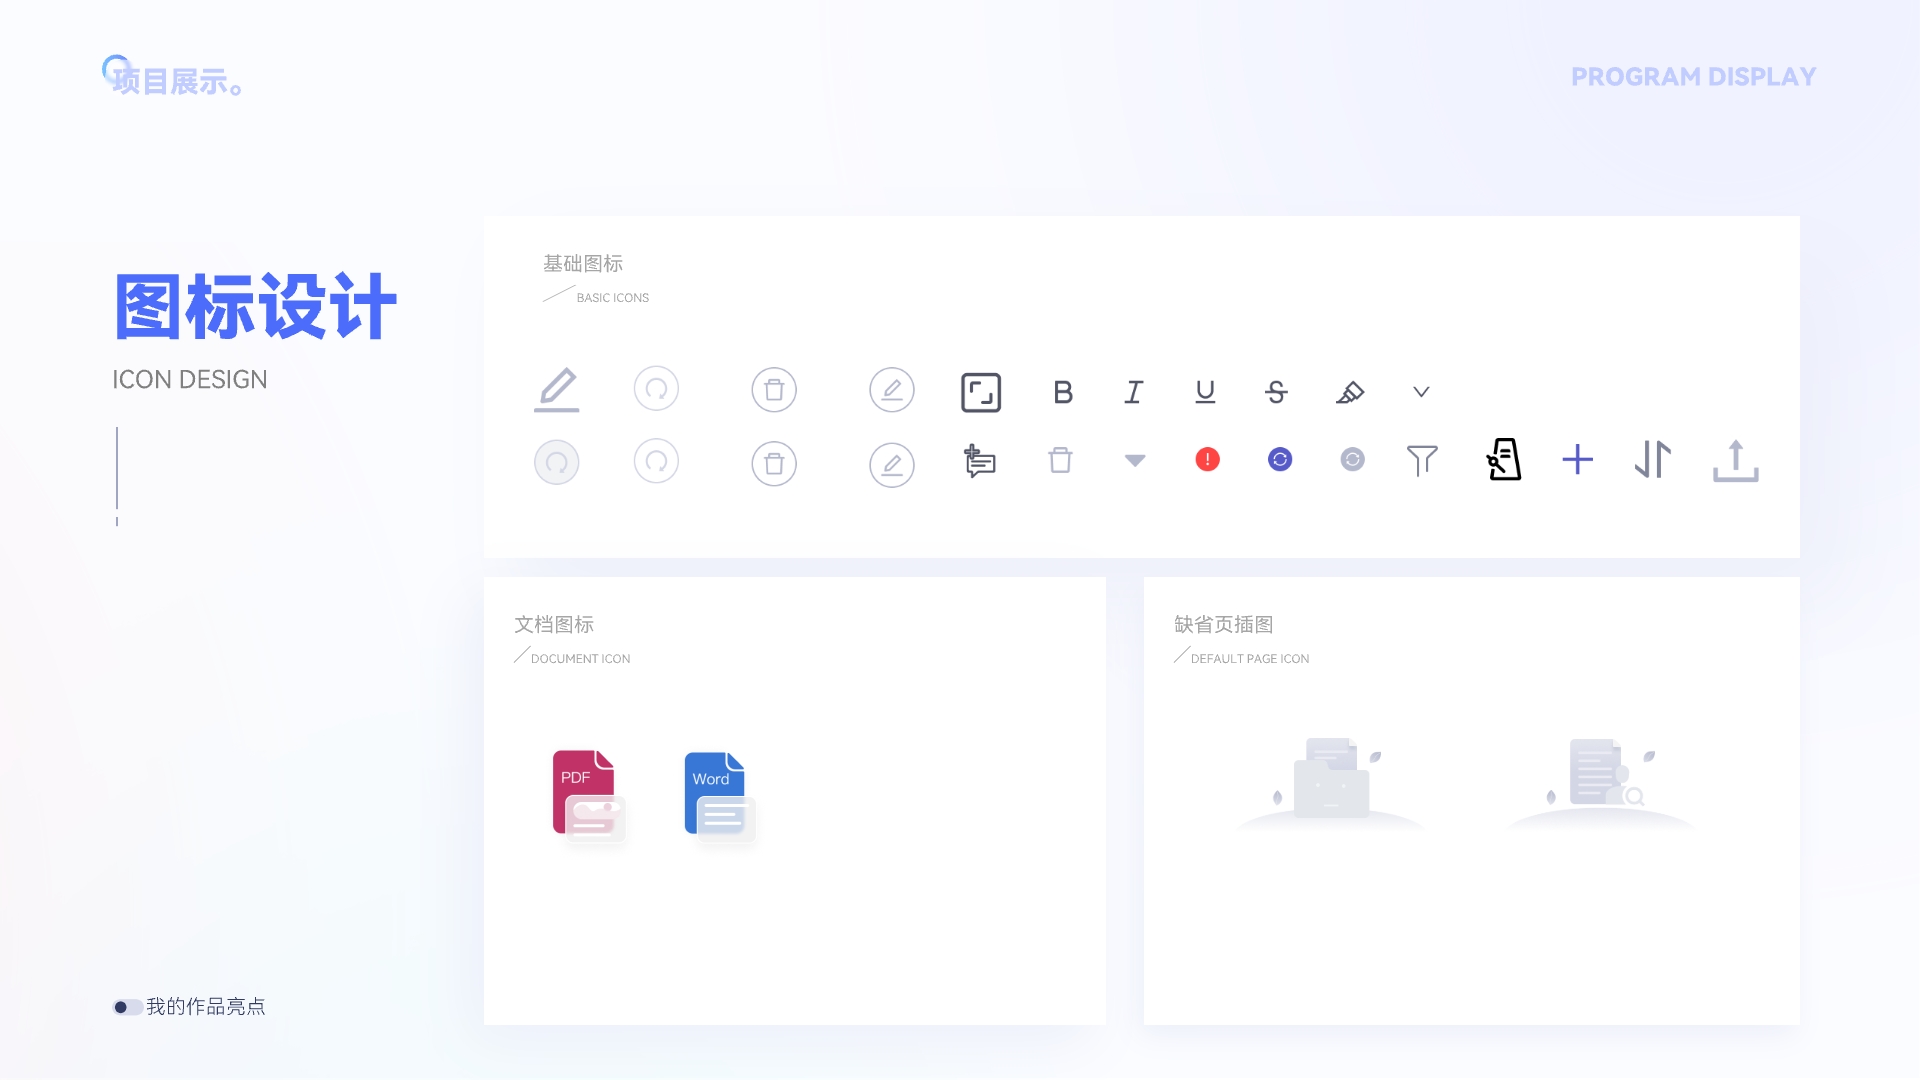 项目展示。
PROGRAM DISPLAY
图标设计
ICON DESIGN
基础图标
BASIC ICONS
文档图标
DOCUMENT ICON
PDF
Word
缺省页插图
DEFAULT PAGE ICON
我的作品亮点